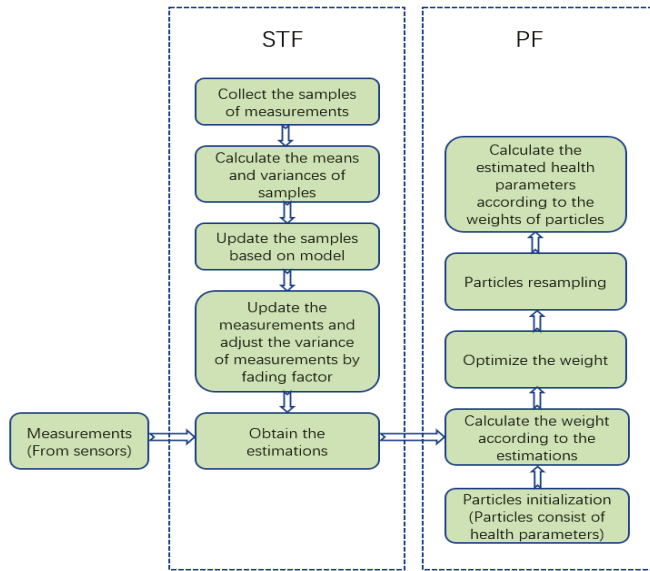 STF
Collect the samples
of measurements
Calculate the means
and variances of
samples
Update the samples
based on model
Update the
measurements and
adjust the variance
of measurements by
fading factor
Measurements
(From sensors)
Obtain the
estimations
PF
Calculate the
estimated health
parameters
according to the
weights of particles
Particles resampling
Optimize the weight
Calculate the weight
according to the
estimations
Particles initialization
(Particles consist of
health parameters)